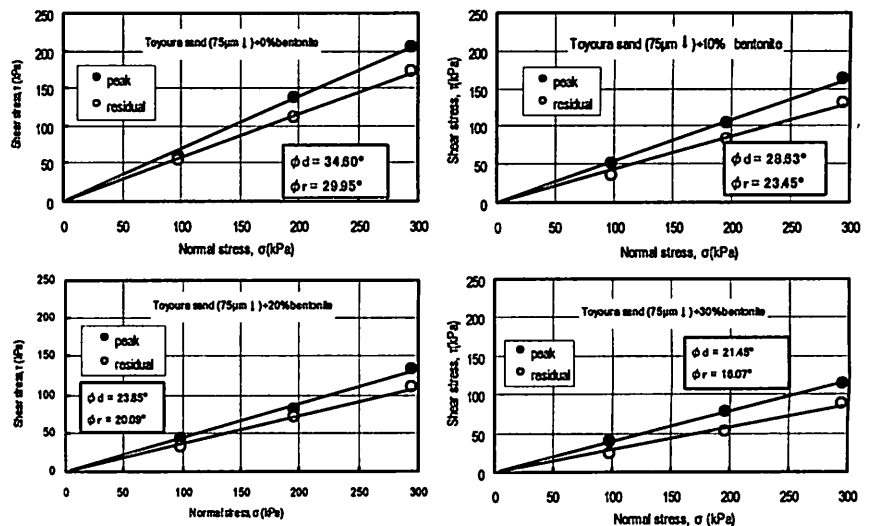 Toyoura sand (75μm ↓)+0%bentonite
Shear stress, τ (kPa)
250
200
150
100
50
0
peak
residual
ϕd = 34.60°
ϕr = 29.95°
0 50 100 150 200 250 300
Normal stress, σ(kPa)
Toyoura sand (75μm ↓)+10% bentonite
Shear stress, τ(kPa)
250
200
150
100
50
0
peak
residual
ϕd = 28.53°
ϕr = 23.45°
0 50 100 150 200 250 300
Normal stress, σ(kPa)
Toyoura sand (75μm ↓)+20%bentonite
Shear stress, τ (kPa)
250
200
150
100
50
0
peak
residual
ϕd = 23.85°
ϕr = 20.09°
0 50 100 150 200 250 300
Normal stress, σ(kPa)
Toyoura sand (75μm ↓)+30%bentonite
Shear stress, τ(kPa)
250
200
150
100
50
0
peak
residual
ϕd = 21.45°
ϕr = 16.07°
0 50 100 150 200 250 300
Normal stress, σ(kPa)